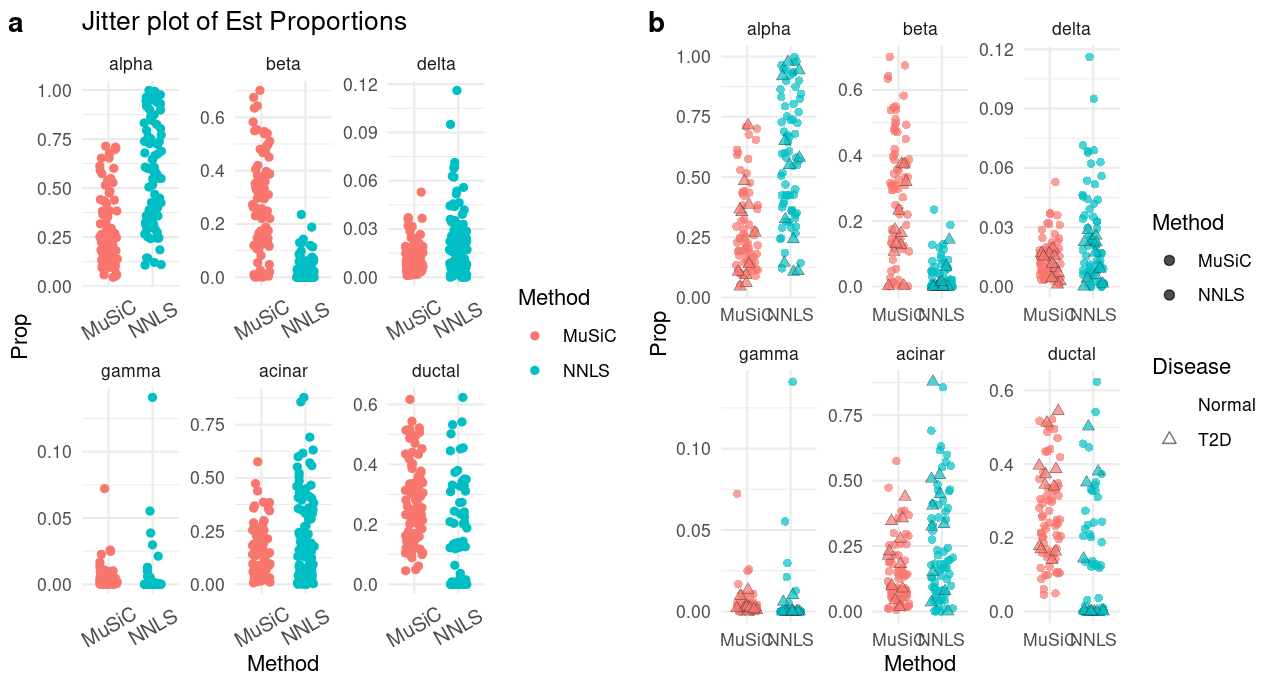 a
Jitter plot of Est Proportions
alpha beta delta
1.00
0.75
0.50
0.25
0.00
0.6
0.4
0.2
0.0
0.12
0.09
0.06
0.03
0.00
MuSiC NNLS MuSiC NNLS MuSiC NNLS
Prop
gamma acinar ductal
0.10
0.05
0.00
0.75
0.50
0.25
0.00
0.6
0.4
0.2
0.0
MuSiC NNLS MuSiC NNLS MuSiC NNLS
Method
Method
MuSiC
NNLS
b
alpha beta delta
1.00
0.75
0.50
0.25
0.00
0.6
0.4
0.2
0.0
0.12
0.09
0.06
0.03
0.00
MuSiC NNLS MuSiC NNLS MuSiC NNLS
Prop
gamma acinar ductal
0.10
0.05
0.00
0.75
0.50
0.25
0.00
0.6
0.4
0.2
0.0
MuSiC NNLS MuSiC NNLS MuSiC NNLS
Method
Method
MuSiC
NNLS
Disease
Normal
T2D